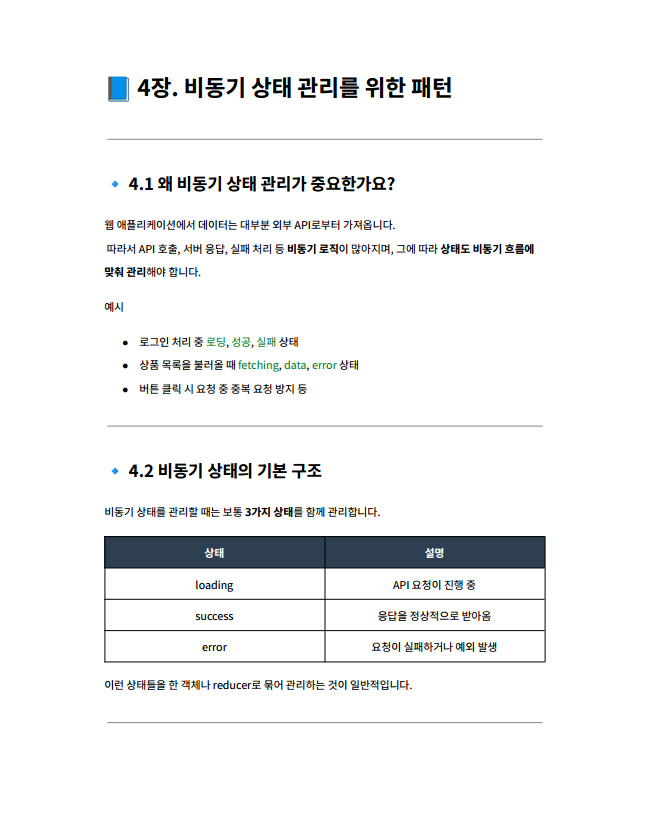 📘 4장. 비동기 상태 관리를 위한 패턴
🔹 4.1 왜 비동기 상태 관리가 중요한가요?
웹 애플리케이션에서 데이터는 대부분 외부 API로부터 가져옵니다.
따라서 API 호출, 서버 응답, 실패 처리 등 비동기 로직이 많아지며, 그에 따라 상태도 비동기 흐름에
맞춰 관리해야 합니다.
예시
● 로그인 처리 중 로딩, 성공, 실패 상태
● 상품 목록을 불러올 때 fetching, data, error 상태
● 버튼 클릭 시 요청 중 중복 요청 방지 등
🔹 4.2 비동기 상태의 기본 구조
비동기 상태를 관리할 때는 보통 3가지 상태를 함께 관리합니다.
상태 설명
loading API 요청이 진행 중
success 응답을 정상적으로 받아옴
error 요청이 실패하거나 예외 발생
이런 상태들을 한 객체나 reducer로 묶어 관리하는 것이 일반적입니다.